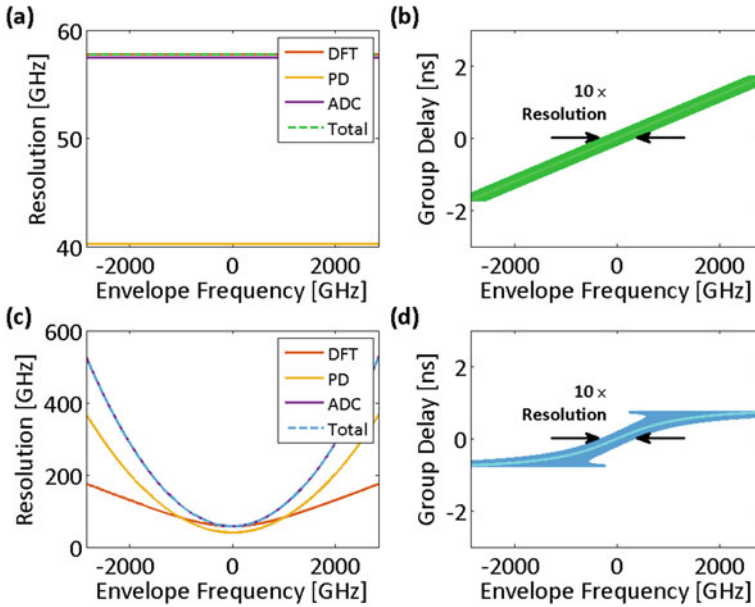 (a)
60
50
40
Resolution [GHz]
DFT
PD
ADC
Total
-2000
0
2000
Envelope Frequency [GHz]
(b)
2
0
-2
Group Delay [ns]
10 x
Resolution
-2000
0
2000
Envelope Frequency [GHz]
(c)
600
400
200
0
Resolution [GHz]
DFT
PD
ADC
Total
-2000
0
2000
Envelope Frequency [GHz]
(d)
2
0
-2
Group Delay [ns]
10 x
Resolution
-2000
0
2000
Envelope Frequency [GHz]